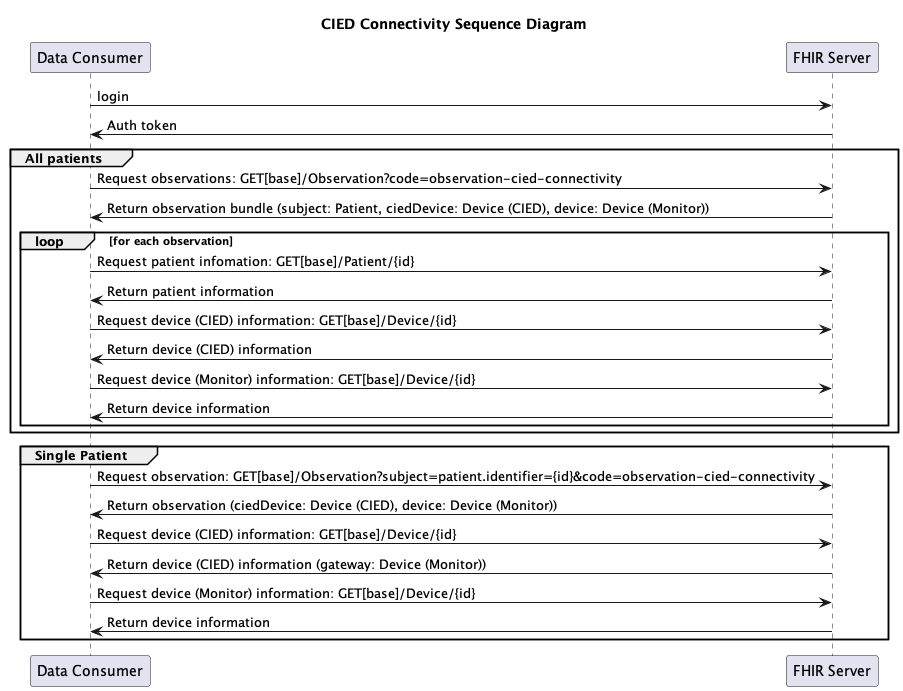 CIED Connectivity Sequence Diagram
Data Consumer
FHIR Server
login
Auth token
All patients
Request observations: GET[base]/Observation?code=observation-cied-connectivity
Return observation bundle (subject: Patient, ciedDevice: Device (CIED), device: Device (Monitor))
loop
[for each observation]
Request patient infomation: GET[base]/Patient/{id}
Return patient information
Request device (CIED) information: GET[base]/Device/{id}
Return device (CIED) information
Request device (Monitor) information: GET[base]/Device/{id}
Return device information
Single Patient
Request observation: GET[base]/Observation?subject=patient.identifier={id}&code=observation-cied-connectivity
Return observation (ciedDevice: Device (CIED), device: Device (Monitor))
Request device (CIED) information: GET[base]/Device/{id}
Return device (CIED) information (gateway: Device (Monitor))
Request device (Monitor) information: GET[base]/Device/{id}
Return device information
Data Consumer
FHIR Server